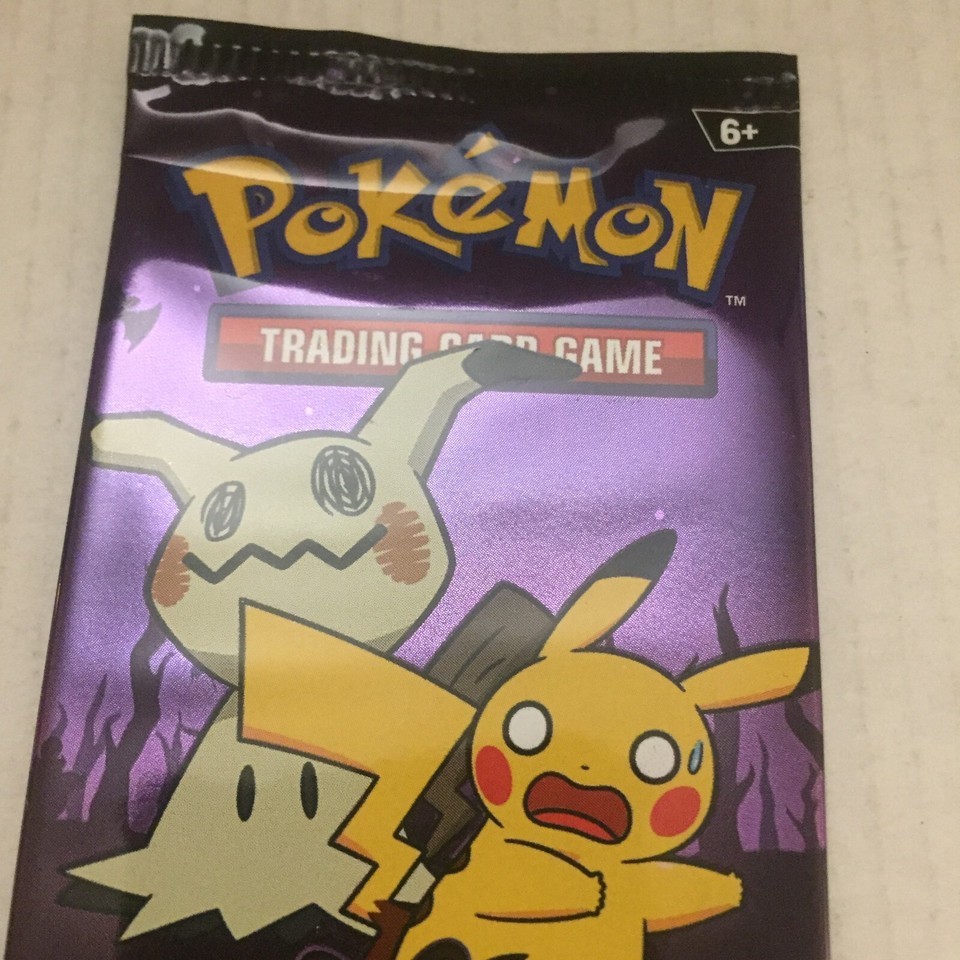 6+
POKéMON
TM
TRADING CARD GAME